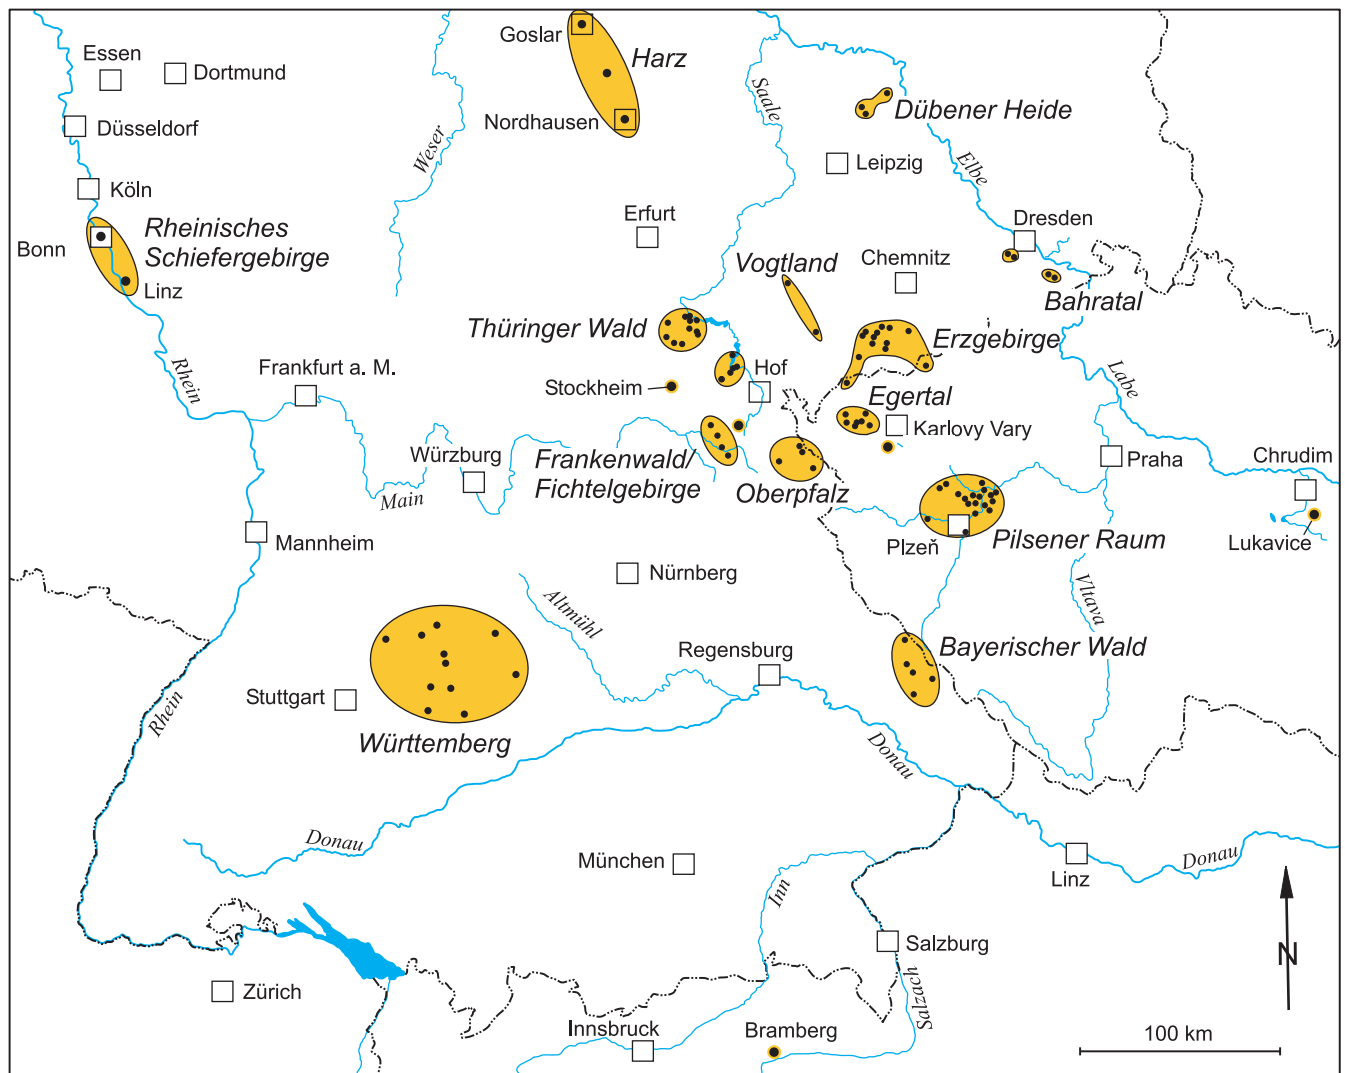 Goslar
Essen
Dortmund
Harz
Saale
Dübener Heide
Düsseldorf
Nordhausen
Weser
Leipzig
Elbe
Köln
Erfurt
Dresden
Rheinisches
Schiefergebirge
Bonn
Vogtland
Chemnitz
Linz
Bahratal
Thüringer Wald
Erzgebirge
Rhein
Frankfurt a. M.
Stockheim
Hof
Labe
Egertal
Karlovy Vary
Würzburg
Frankenwald/
Fichtelgebirge
Praha
Chrudim
Main
Oberpfalz
Mannheim
Plzeň
Pilsener Raum
Lukavice
Nürnberg
Altmühl
Vltava
Regensburg
Bayerischer Wald
Stuttgart
Rhein
Württemberg
Donau
Donau
München
Inn
Linz
Donau
Salzburg
N
Zürich
Salzach
Innsbruck
Bramberg
100 km